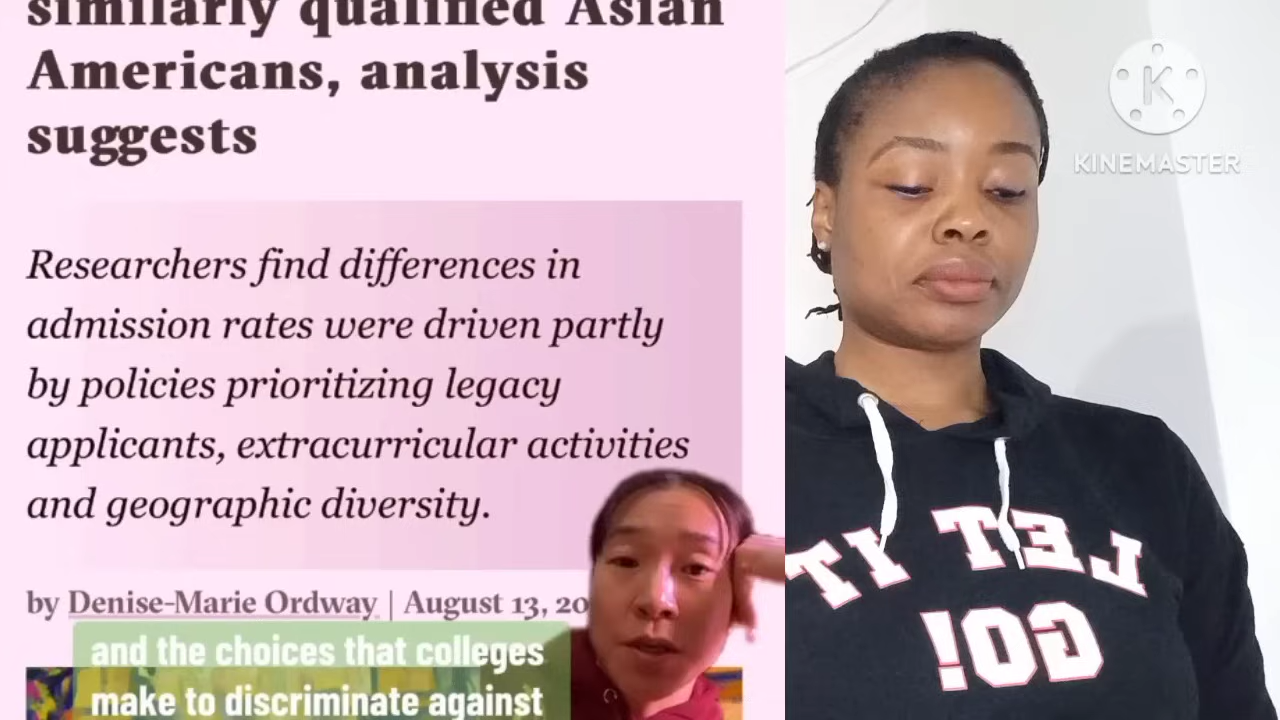 similarly qualified Asian
Americans, analysis
suggests
Researchers find differences in
admission rates were driven partly
by policies prioritizing legacy
applicants, extracurricular activities
and geographic diversity.
by Denise-Marie Ordway | August 13, 20
and the choices that colleges
make to discriminate against
K
KINEMASTER
LET IT
GO!